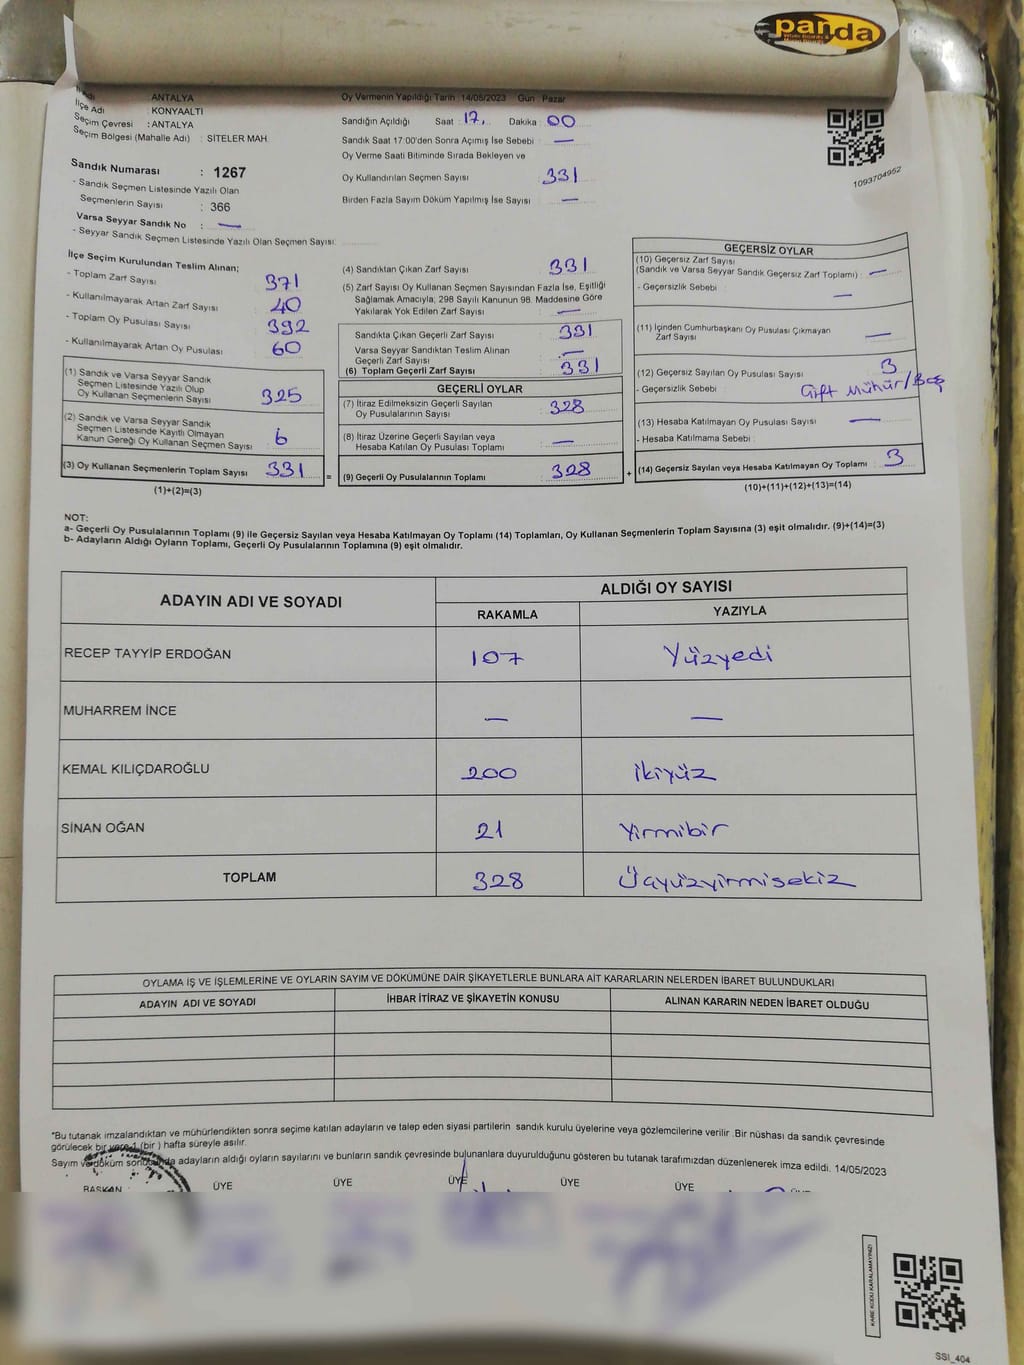 panda
İli Adı : ANTALYA
İlçe Adı : KONYAALTI
Seçim Çevresi : ANTALYA
Seçim Bölgesi (Mahalle Adı) : SİTELER MAH.
Sandık Numarası : 1267
- Sandık Seçmen Listesinde Yazılı Olan
Seçmenlerin Sayısı : 366
Varsa Seyyar Sandık No : —
- Seyyar Sandık Seçmen Listesinde Yazılı Olan Seçmen Sayısı:
Oy Vermenin Yapıldığı Tarih :14/05/2023 Gün : Pazar
Sandığın Açıldığı Saat : 17. Dakika : 00
Sandık Saat 17:00'den Sonra Açılmış İse Sebebi : —
Oy Verme Saati Bitiminde Sırada Bekleyen ve
Oy Kullandırılan Seçmen Sayısı : 331
Birden Fazla Sayım Döküm Yapılmış İse Sayısı : —
1093704952
İlçe Seçim Kurulundan Teslim Alınan;
- Toplam Zarf Sayısı : 371
- Kullanılmayarak Artan Zarf Sayısı : 40
- Toplam Oy Pusulası Sayısı : 392
- Kullanılmayarak Artan Oy Pusulası : 60
(1) Sandık ve Varsa Seyyar Sandık
Seçmen Listesinde Yazılı Olup
Oy Kullanan Seçmenlerin Sayısı : 325
(2) Sandık ve Varsa Seyyar Sandık
Seçmen Listesinde Kayıtlı Olmayan
Kanun Gereği Oy Kullanan Seçmen Sayısı : 6
(3) Oy Kullanan Seçmenlerin Toplam Sayısı : 331
(1)+(2)=(3)
=
(4) Sandıktan Çıkan Zarf Sayısı : 331
(5) Zarf Sayısı Oy Kullanan Seçmen Sayısından Fazla İse, Eşitliği
Sağlamak Amacıyla, 298 Sayılı Kanunun 98. Maddesine Göre
Yakılarak Yok Edilen Zarf Sayısı : —
Sandıkta Çıkan Geçerli Zarf Sayısı : 331
Varsa Seyyar Sandıktan Teslim Alınan
Geçerli Zarf Sayısı : —
(6) Toplam Geçerli Zarf Sayısı : 331
GEÇERLİ OYLAR
(7) İtiraz Edilmeksizin Geçerli Sayılan
Oy Pusulalarının Sayısı : 328
(8) İtiraz Üzerine Geçerli Sayılan veya
Hesaba Katılan Oy Pusulası Toplamı : —
(9) Geçerli Oy Pusulalarının Toplamı : 328
+
GEÇERSİZ OYLAR
(10) Geçersiz Zarf Sayısı
(Sandık ve Varsa Seyyar Sandık Geçersiz Zarf Toplamı) : —
- Geçersizlik Sebebi : —
(11) İçinden Cumhurbaşkanı Oy Pusulası Çıkmayan
Zarf Sayısı : —
(12) Geçersiz Sayılan Oy Pusulası Sayısı : 3
- Geçersizlik Sebebi : Çift Mühür/Boş
(13) Hesaba Katılmayan Oy Pusulası Sayısı : —
- Hesaba Katılmama Sebebi :
(14) Geçersiz Sayılan veya Hesaba Katılmayan Oy Toplamı : 3
(10)+(11)+(12)+(13)=(14)
NOT:
a- Geçerli Oy Pusulalarının Toplamı (9) ile Geçersiz Sayılan veya Hesaba Katılmayan Oy Toplamı (14) Toplamları, Oy Kullanan Seçmenlerin Toplam Sayısına (3) eşit olmalıdır. (9)+(14)=(3)
b- Adayların Aldığı Oyların Toplamı, Geçerli Oy Pusulalarının Toplamına (9) eşit olmalıdır.
ADAYIN ADI VE SOYADI ALDIĞI OY SAYISI
RAKAMLA YAZIYLA
RECEP TAYYİP ERDOĞAN 107 Yüzyedi
MUHARREM İNCE — —
KEMAL KILIÇDAROĞLU 200 İkiyüz
SİNAN OĞAN 21 Yirmibir
TOPLAM 328 Üçyüzyirmisekiz
OYLAMA İŞ VE İŞLEMLERİNE VE OYLARIN SAYIM VE DÖKÜMÜNE DAİR ŞİKAYETLERLE BUNLARA AİT KARARLARIN NELERDEN İBARET BULUNDUKLARI
ADAYIN ADI VE SOYADI İHBAR İTİRAZ VE ŞİKAYETİN KONUSU ALINAN KARARIN NEDEN İBARET OLDUĞU
*Bu tutanak imzalandıktan ve mühürlendikten sonra seçime katılan adayların ve talep eden siyasi partilerin sandık kurulu üyelerine veya gözlemcilerine verilir .Bir nüshası da sandık çevresinde
görülecek bir yere 1 (bir ) hafta süreyle asılır.
Sayım ve döküm sonucunda adayların aldığı oyların sayılarını ve bunların sandık çevresinde bulunanlara duyurulduğunu gösteren bu tutanak tarafımızdan düzenlenerek imza edildi. 14/05/2023
BAŞKAN ÜYE ÜYE ÜYE ÜYE ÜYE ÜYE
KARE KODU KARALAMAYINIZ!
SSI_404